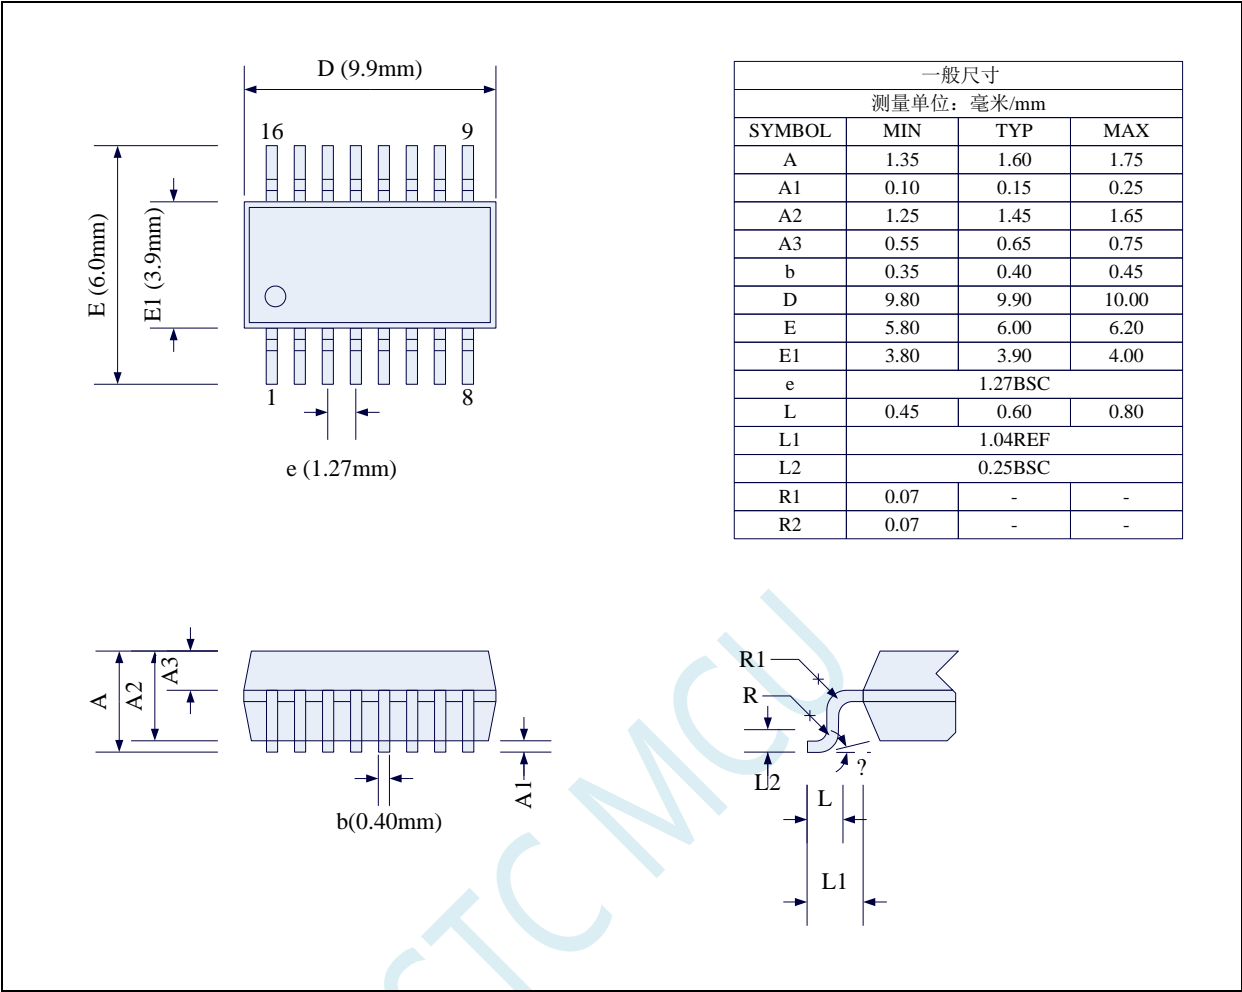 D (9.9mm)
16
9
E (6.0mm)
E1 (3.9mm)
1
8
e (1.27mm)
一般尺寸
测量单位：毫米/mm
SYMBOL MIN TYP MAX
A 1.35 1.60 1.75
A1 0.10 0.15 0.25
A2 1.25 1.45 1.65
A3 0.55 0.65 0.75
b 0.35 0.40 0.45
D 9.80 9.90 10.00
E 5.80 6.00 6.20
E1 3.80 3.90 4.00
e 1.27BSC
L 0.45 0.60 0.80
L1 1.04REF
L2 0.25BSC
R1 0.07 - -
R2 0.07 - -
A
A2
A3
A1
b(0.40mm)
R1
R
L2
?
L
L1
STC MCU